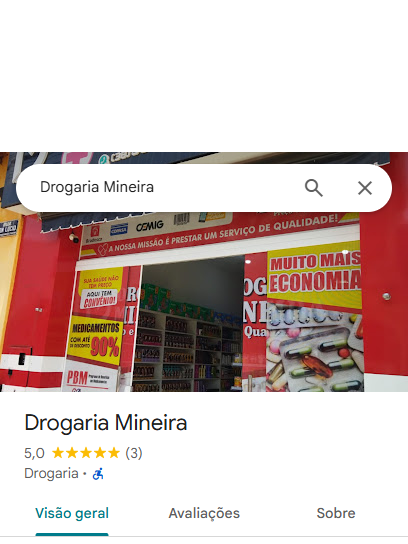 Drogaria Mineira
CEMIG
A NOSSA MISSÃO É PRESTAR UM SERVIÇO DE QUALIDADE!
MUITO MAIS
ECONOMIA
SUA SAÚDE NÃO
TEM PREÇO
AQUI TEM
CONVÊNIO!
MEDICAMENTOS
COM ATÉ
90%
DE DESCONTO
PBM
Drogaria Mineira
5,0 ★★★★★ (3)
Drogaria ·
Visão geral
Avaliações
Sobre